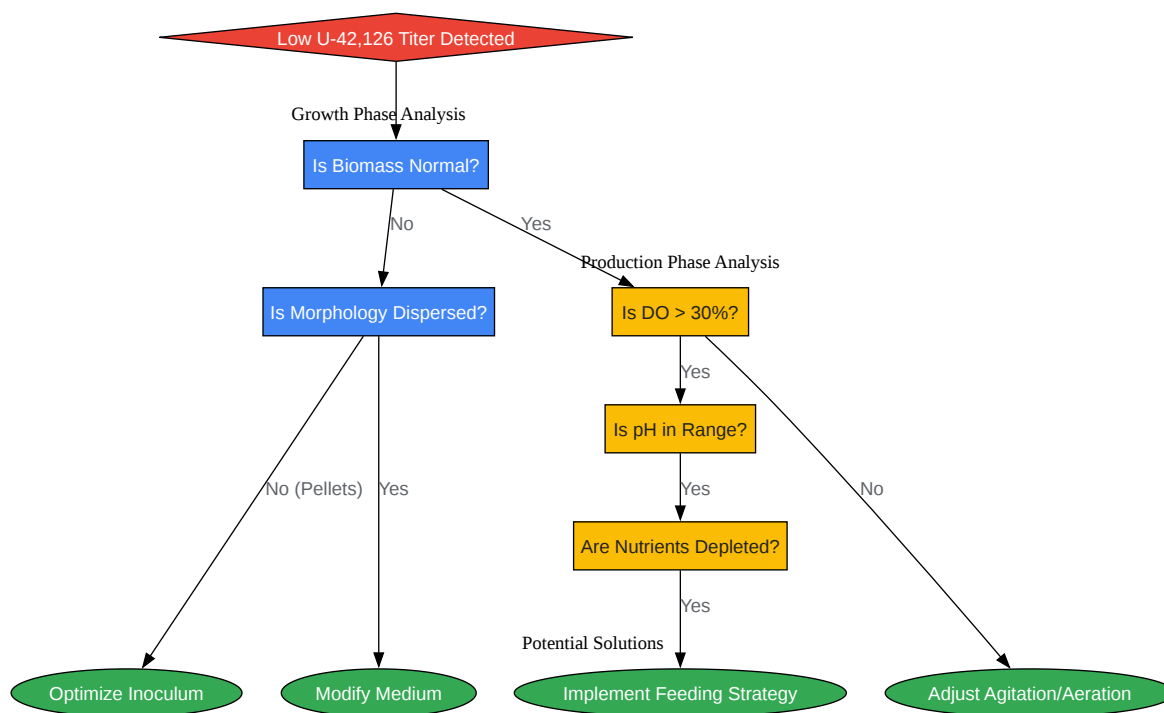 Low U-42,126 Titer Detected
Growth Phase Analysis
Is Biomass Normal?
No
Yes
Production Phase Analysis
Is Morphology Dispersed?
Is DO > 30%?
Yes
Is pH in Range?
No (Pellets)
Yes
Yes
No
Are Nutrients Depleted?
Yes
Potential Solutions
Optimize Inoculum
Modify Medium
Implement Feeding Strategy
Adjust Agitation/Aeration